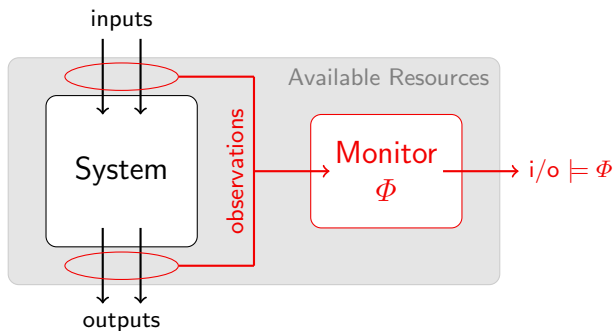 inputs
Available Resources
System
observations
Monitor
Φ
i/o ⊨ Φ
outputs